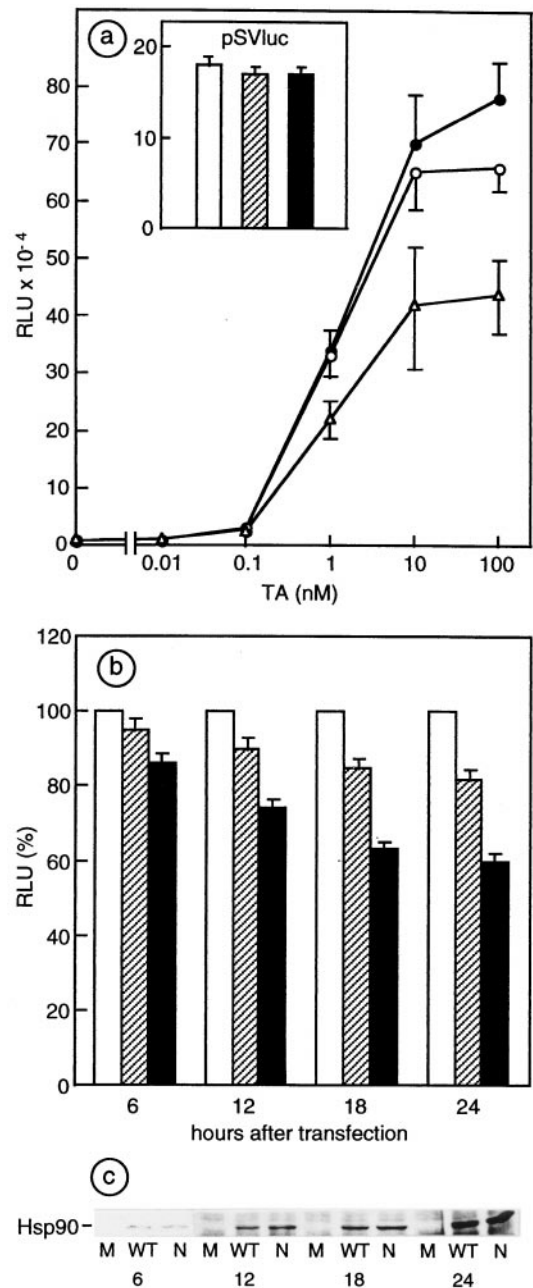 a
pSVluc
20
10
0
80
70
60
50
40
30
20
10
0
RLU x 10⁻⁴
0 0.01 0.1 1 10 100
TA (nM)
b
120
100
80
60
40
20
0
RLU (%)
6 12 18 24
hours after transfection
c
Hsp90
M WT N M WT N M WT N M WT N
6 12 18 24